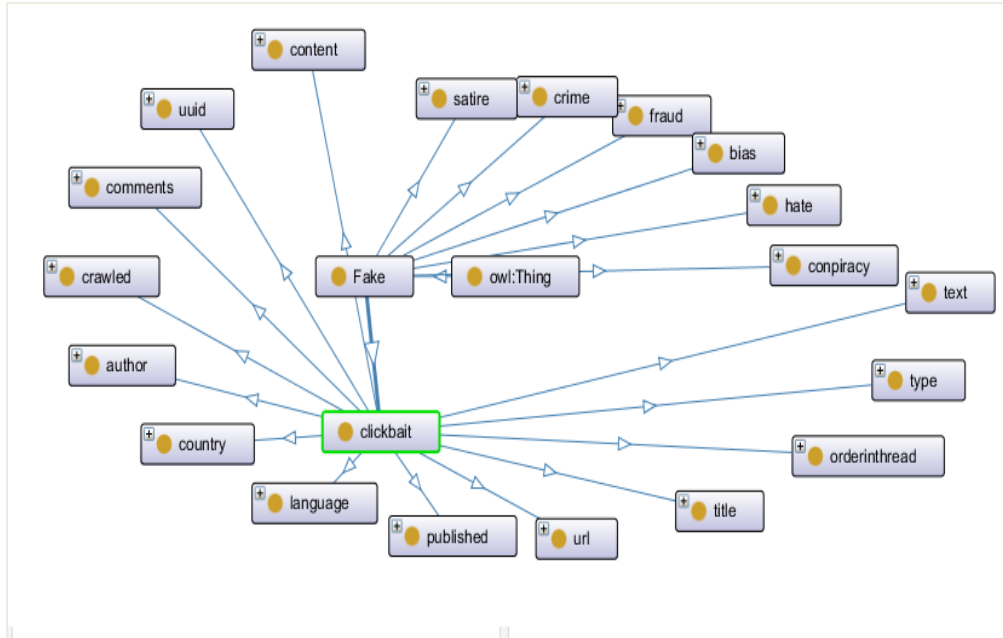 content
satire
crime
uuid
fraud
bias
comments
hate
crawled
Fake
owl:Thing
conpiracy
text
author
type
clickbait
country
orderinthread
language
title
published
url